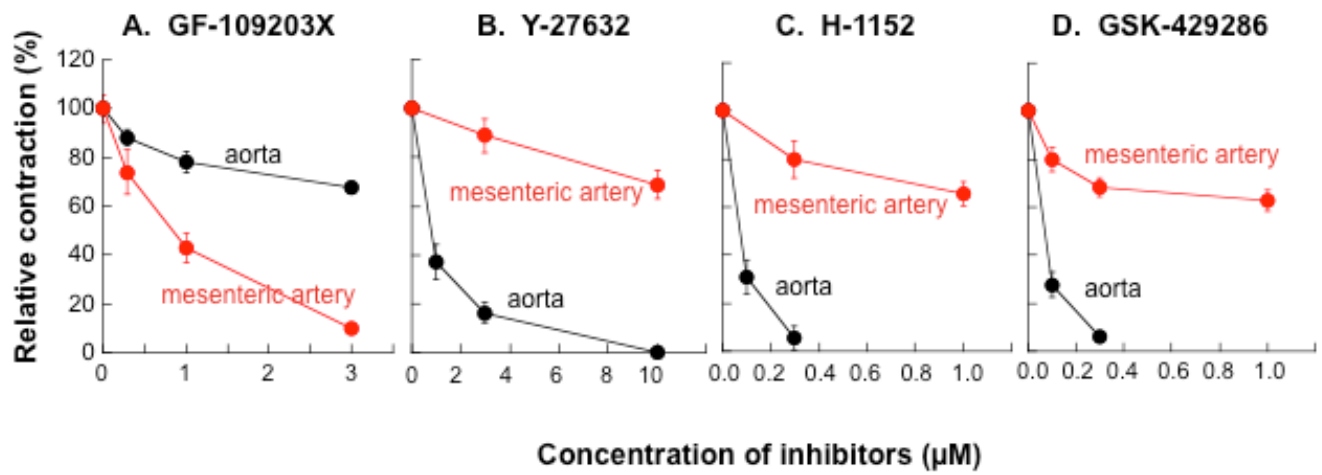 A. GF-109203X
B. Y-27632
C. H-1152
D. GSK-429286
Relative contraction (%)
120
100
80
60
40
20
0
aorta
mesenteric artery
0 1 2 3
mesenteric artery
aorta
0 2 4 6 8 10
mesenteric artery
aorta
0.0 0.2 0.4 0.6 0.8 1.0
mesenteric artery
aorta
0.0 0.2 0.4 0.6 0.8 1.0
Concentration of inhibitors (µM)